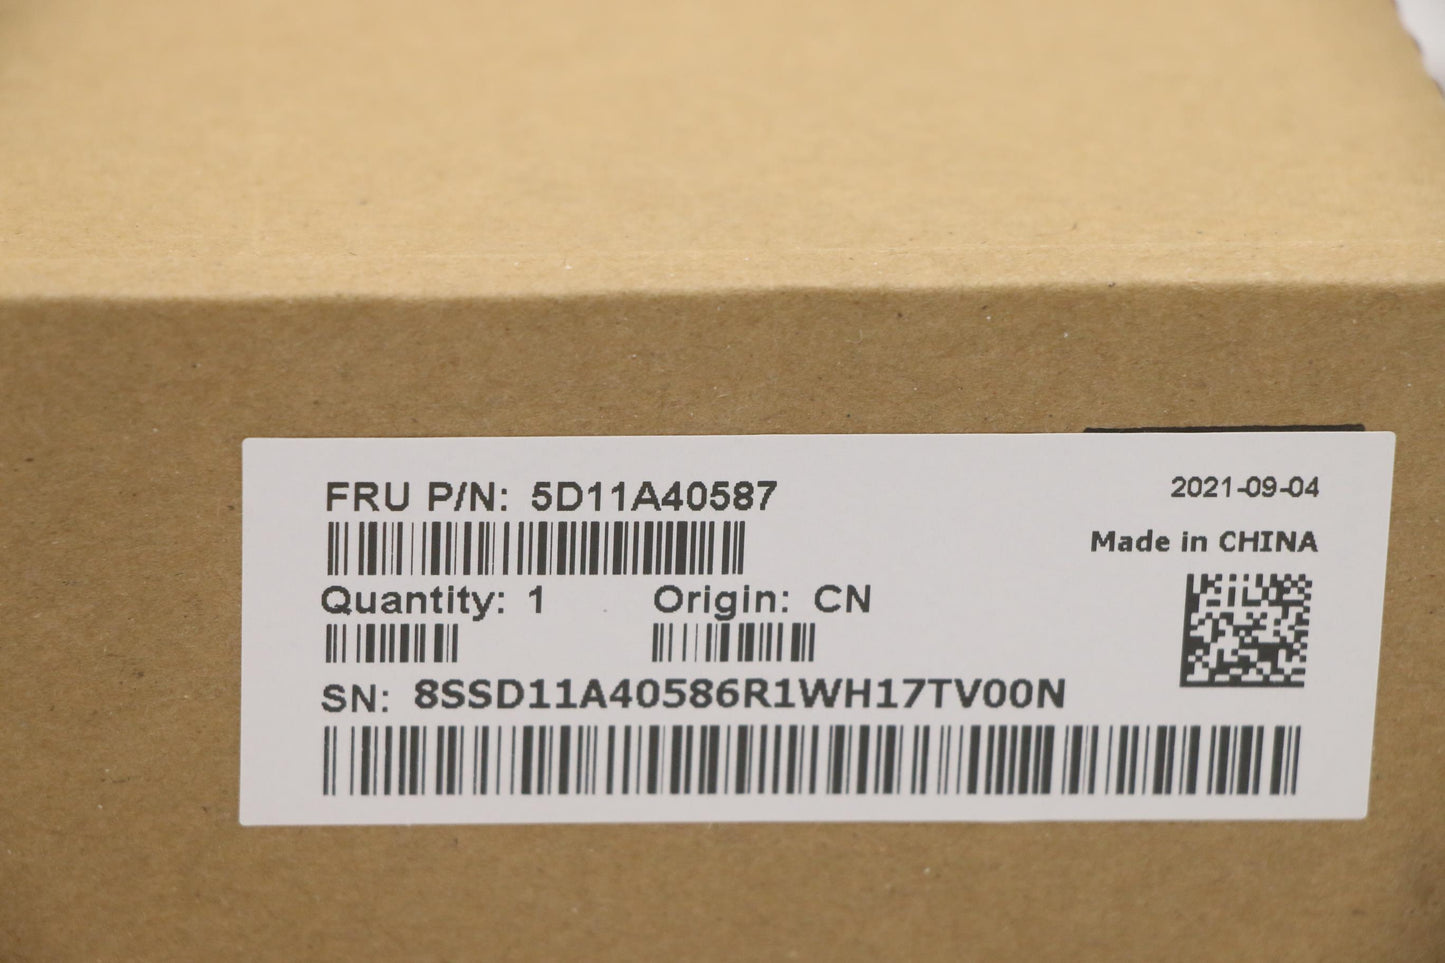 FRU P/N: 5D11A40587
2021-09-04
Made in CHINA
Quantity: 1 Origin: CN
SN: 8SSD11A40586R1WH17TV00N